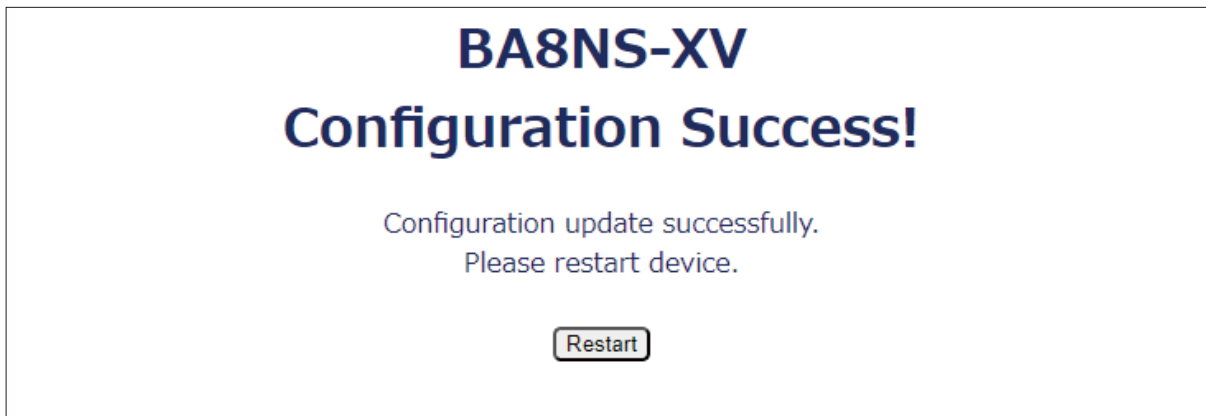 BA8NS-XV
Configuration Success!
Configuration update successfully.
Please restart device.
Restart